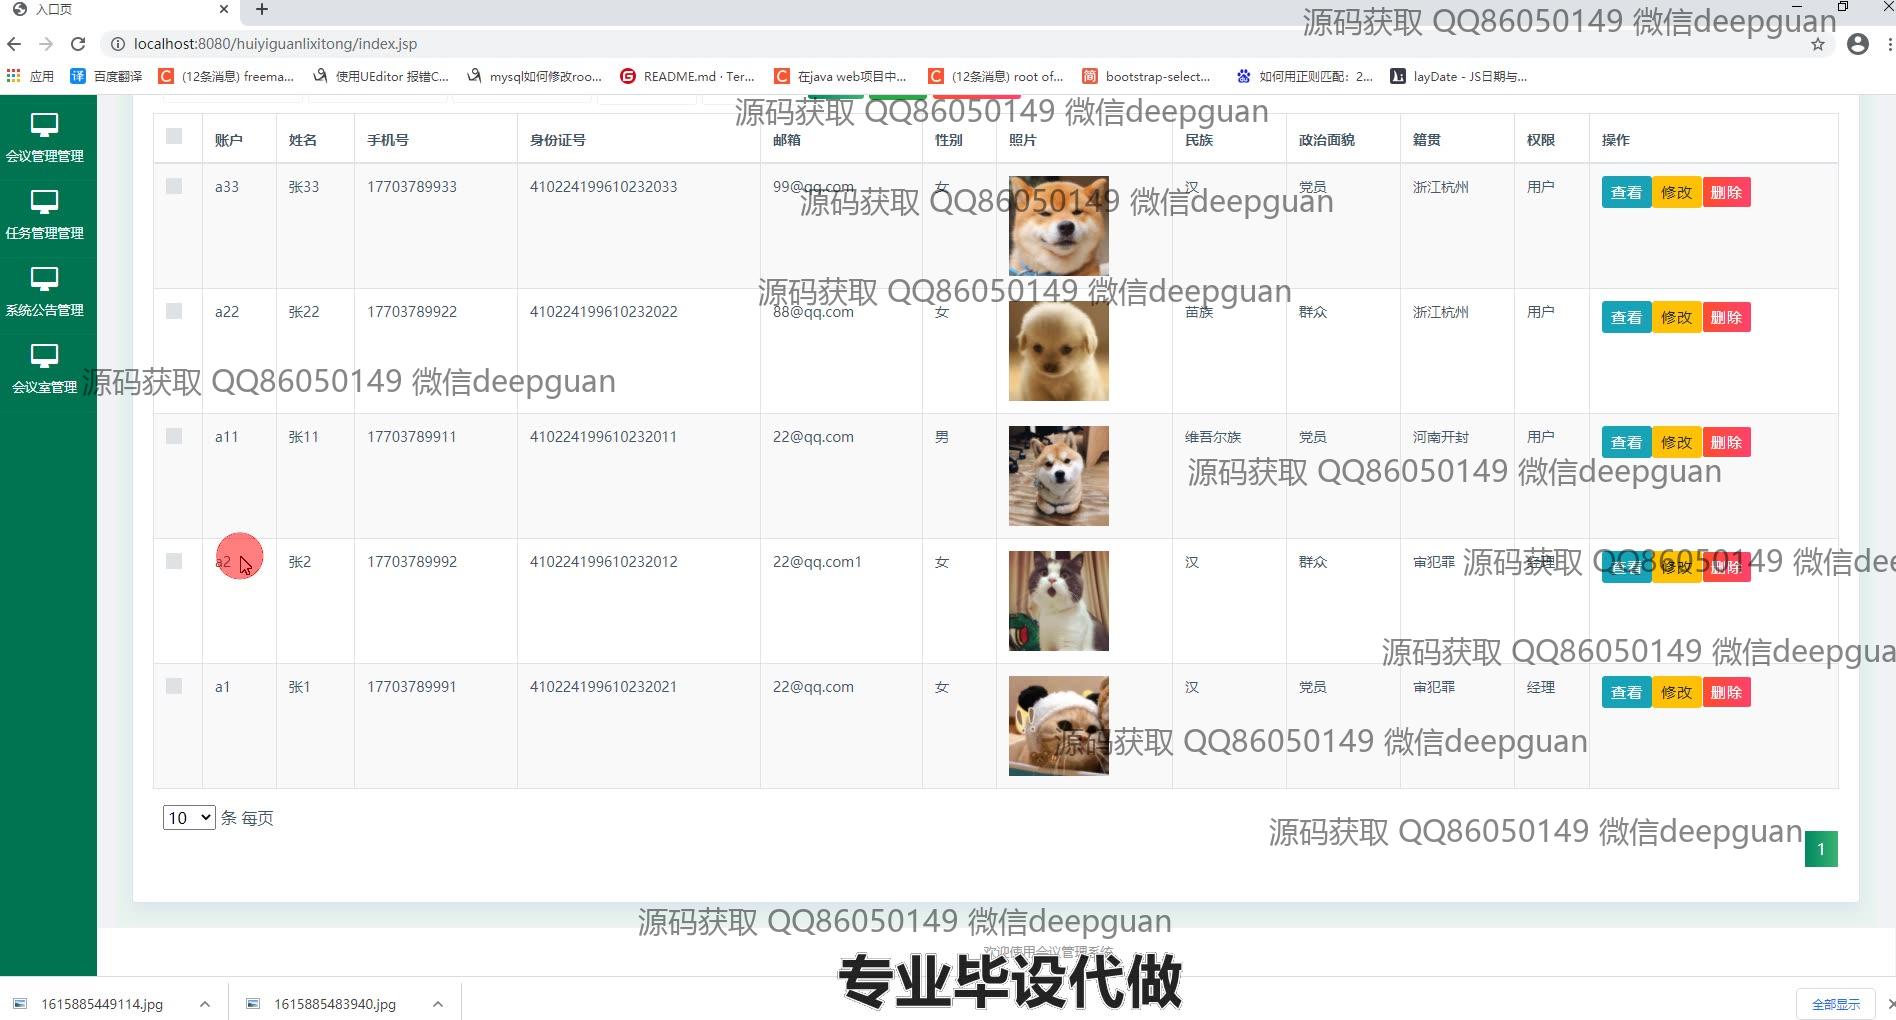 入口页
源码获取 QQ86050149 微信deepguan
localhost:8080/huiyiguanlixitong/index.jsp
应用 百度翻译 (12条消息) freema... 使用UEditor 报错C... mysql如何修改roo... README.md · Ter... 在java web项目中... (12条消息) root of... bootstrap-select... 如何用正则匹配：2... layDate - JS日期与...
源码获取 QQ86050149 微信deepguan
会议管理管理
任务管理管理
系统公告管理
会议室管理
账户 姓名 手机号 身份证号 邮箱 性别 照片 民族 政治面貌 籍贯 权限 操作
a33 张33 17703789933 410224199610232033 99@qq.com 女 汉 党员 浙江杭州 用户 查看 修改 删除
源码获取 QQ86050149 微信deepguan
源码获取 QQ86050149 微信deepguan
a22 张22 17703789922 410224199610232022 88@qq.com 女 苗族 群众 浙江杭州 用户 查看 修改 删除
源码获取 QQ86050149 微信deepguan
a11 张11 17703789911 410224199610232011 22@qq.com 男 维吾尔族 党员 河南开封 用户 查看 修改 删除
源码获取 QQ86050149 微信deepguan
a2 张2 17703789992 410224199610232012 22@qq.com1 女 汉 群众 审犯罪 经理 查看 修改 删除
源码获取 QQ86050149 微信dee
源码获取 QQ86050149 微信deepgua
a1 张1 17703789991 410224199610232021 22@qq.com 女 汉 党员 审犯罪 经理 查看 修改 删除
源码获取 QQ86050149 微信deepguan
10 条 每页
源码获取 QQ86050149 微信deepguan
1
源码获取 QQ86050149 微信deepguan
欢迎使用会议管理系统
专业毕设代做
1615885449114.jpg 1615885483940.jpg 全部显示